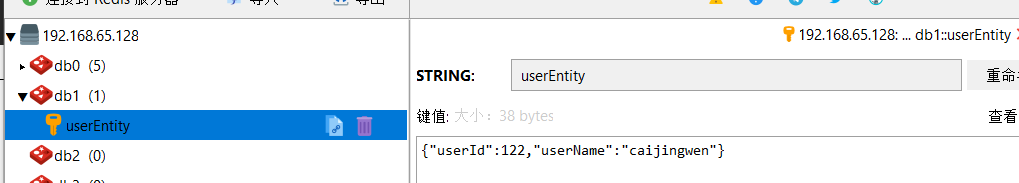 连接到 Redis 服务器
导入
导出
192.168.65.128
db0 (5)
db1 (1)
userEntity
db2 (0)
192.168.65.128: ... db1::userEntity
STRING:
userEntity
重命
键值:
大小: 38 bytes
查看
{"userId":122,"userName":"caijingwen"}